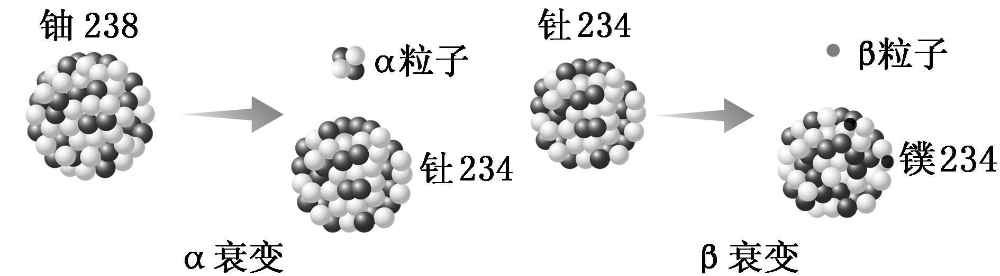 铀 238
α粒子
钍 234
α 衰变
钍 234
β粒子
镤 234
β 衰变